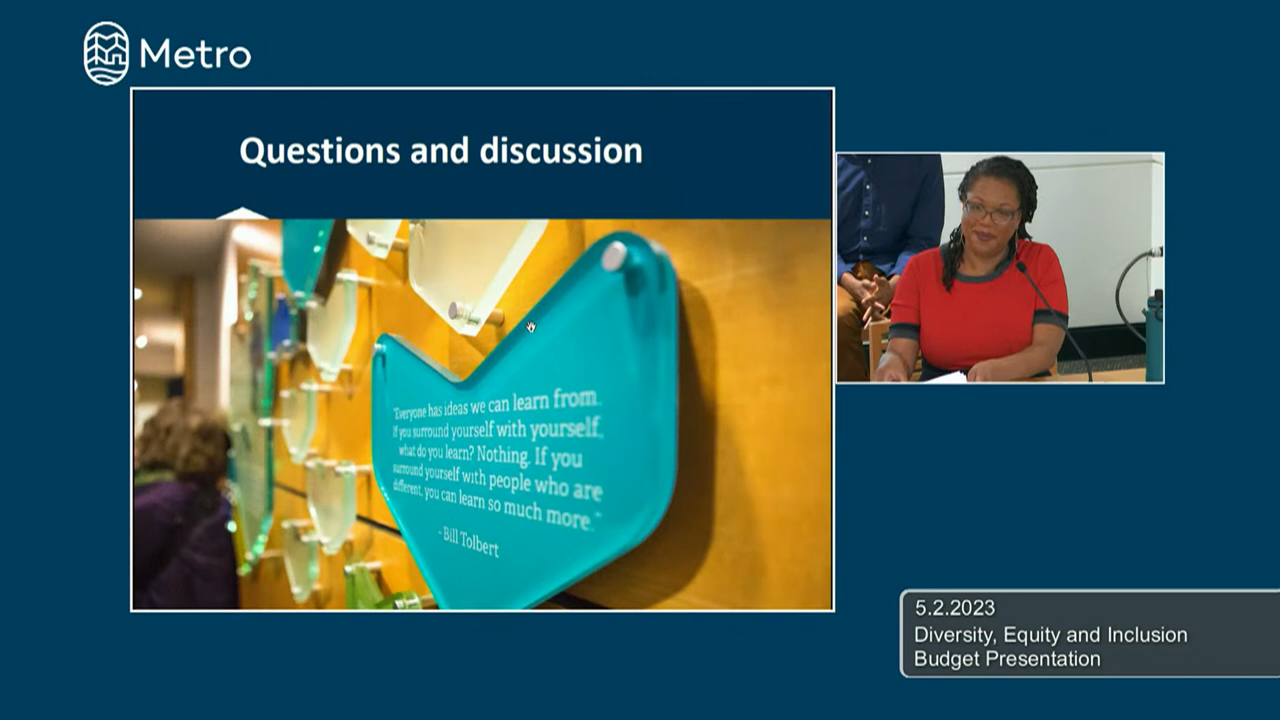 Metro
Questions and discussion
"Everyone has ideas we can learn from.
If you surround yourself with yourself,
what do you learn? Nothing. If you
surround yourself with people who are
different, you can learn so much more."
- Bill Tolbert
5.2.2023
Diversity, Equity and Inclusion
Budget Presentation